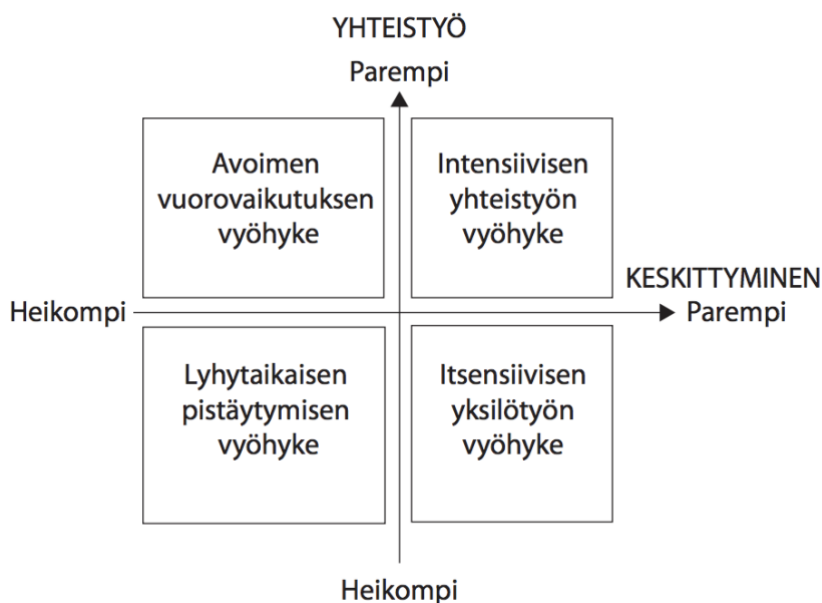 YHTEISTYÖ
Parempi
Avoimen
vuorovaikutuksen
vyöhyke
Intensiivisen
yhteistyön
vyöhyke
KESKITTYMINEN
Heikompi
Parempi
Lyhytaikaisen
pistäytymisen
vyöhyke
Itsensiivisen
yksilötyön
vyöhyke
Heikompi